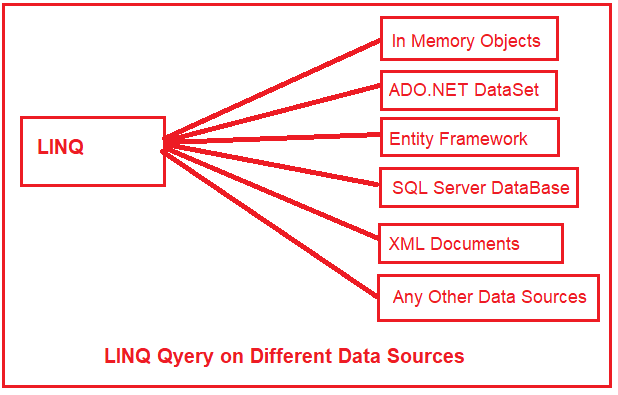 In Memory Objects
ADO.NET DataSet
LINQ
Entity Framework
SQL Server DataBase
XML Documents
Any Other Data Sources
LINQ Qyery on Different Data Sources